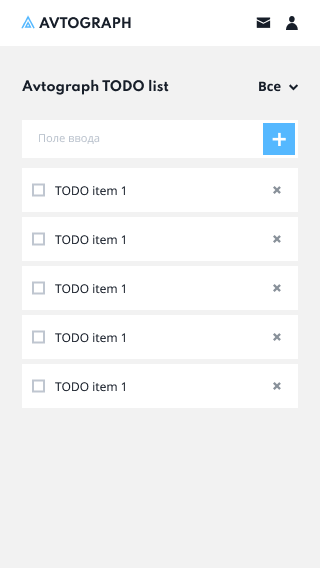 AVTOGRAPH
Avtograph TODO list
Все
Поле ввода
TODO item 1
TODO item 1
TODO item 1
TODO item 1
TODO item 1